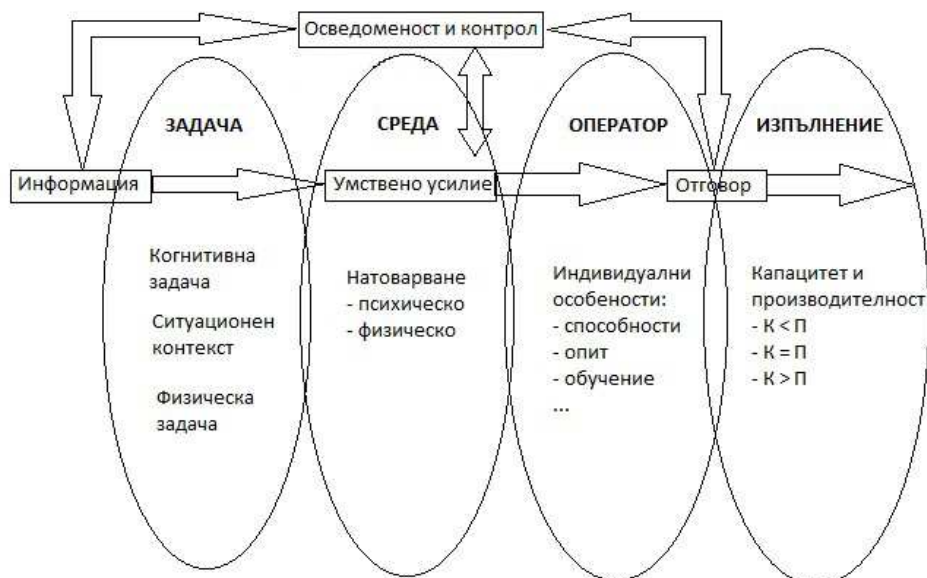 Осведоменост и контрол
ЗАДАЧА
СРЕДА
ОПЕРАТОР
ИЗПЪЛНЕНИЕ
Информация
Умствено усилие
Отговор
Когнитивна
задача
Ситуационен
контекст
Физическа
задача
Натоварване
- психическо
- физическо
Индивидуални
особености:
- способности
- опит
- обучение
...
Капацитет и
производителност
- К < П
- К = П
- К > П